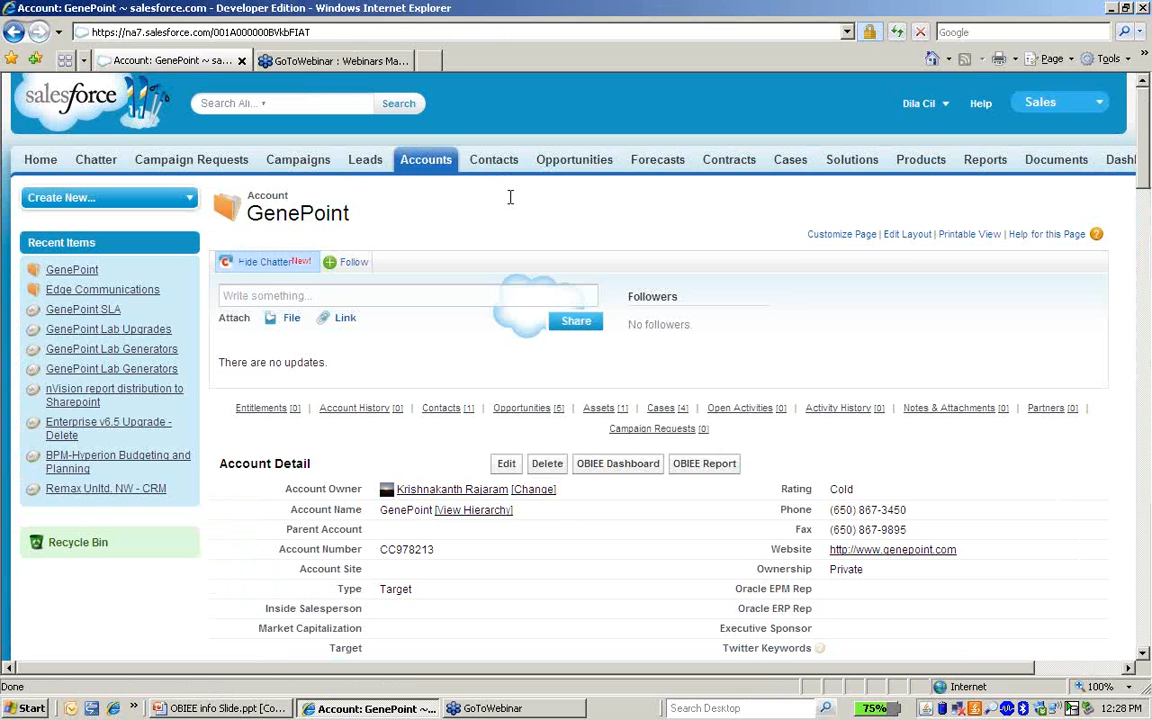 Account: GenePoint ~ salesforce.com - Developer Edition - Windows Internet Explorer
https://na7.salesforce.com/001A000000BVkbFIAT
Google
Account: GenePoint ~ sa...
GoToWebinar : Webinars Ma...
Page
Tools
salesforce
Search All...
Search
Dila Cil
Help
Sales
Home
Chatter
Campaign Requests
Campaigns
Leads
Accounts
Contacts
Opportunities
Forecasts
Contracts
Cases
Solutions
Products
Reports
Documents
Dashl
Create New...
Recent Items
GenePoint
Edge Communications
GenePoint SLA
GenePoint Lab Upgrades
GenePoint Lab Generators
GenePoint Lab Generators
nVision report distribution to
Sharepoint
Enterprise v6.5 Upgrade -
Delete
BPM-Hyperion Budgeting and
Planning
Remax Unltd, NW - CRM
Recycle Bin
Account
GenePoint
Customize Page | Edit Layout | Printable View | Help for this Page
Hide Chatter New!
Follow
Write something...
Attach File Link
Share
Followers
No followers.
There are no updates.
Entitlements [0] | Account History [0] | Contacts [1] | Opportunities [5] | Assets [1] | Cases [4] | Open Activities [0] | Activity History [0] | Notes & Attachments [0] | Partners [0] |
Campaign Requests [0]
Account Detail
Edit
Delete
OBIEE Dashboard
OBIEE Report
Account Owner Krishnakanth Rajaram [Change]
Rating Cold
Account Name GenePoint [View Hierarchy]
Phone (650) 867-3450
Parent Account
Fax (650) 867-9895
Account Number CC978213
Website http://www.genepoint.com
Account Site
Ownership Private
Type Target
Oracle EPM Rep
Inside Salesperson
Oracle ERP Rep
Market Capitalization
Executive Sponsor
Target
Twitter Keywords
Done
Internet
100%
Start
OBIEE info Slide.ppt [Co...
Account: GenePoint ~...
GoToWebinar
Search Desktop
75%
12:28 PM